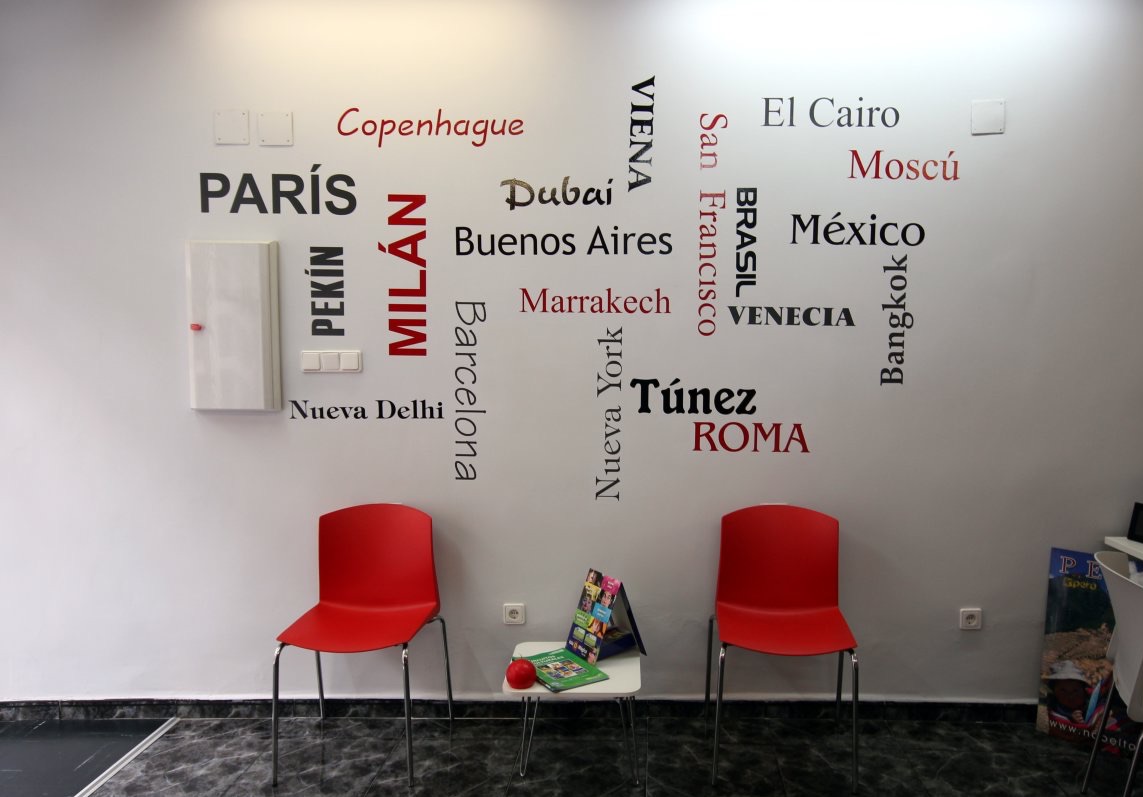 VIENA
El Cairo
Copenhague
San Francisco
Moscú
PARÍS
Dubai
BRASIL
MILÁN
Buenos Aires
México
PEKÍN
Marrakech
VENECIA
Bangkok
Barcelona
Nueva York
Túnez
Nueva Delhi
ROMA